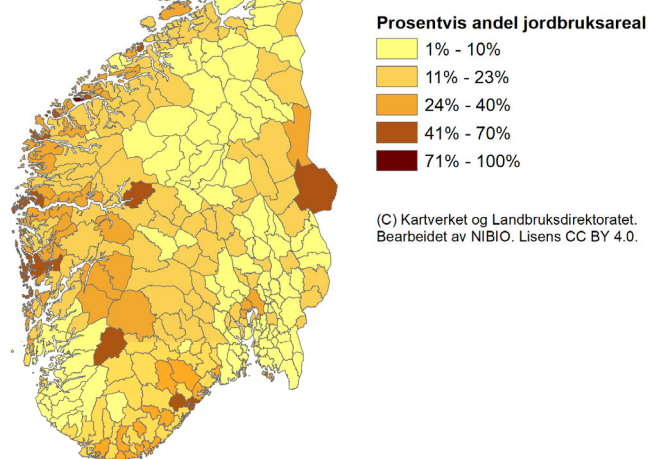 Prosentvis andel jordbruksareal
1% - 10%
11% - 23%
24% - 40%
41% - 70%
71% - 100%
(C) Kartverket og Landbruksdirektoratet.
Bearbeidet av NIBIO. Lisens CC BY 4.0.